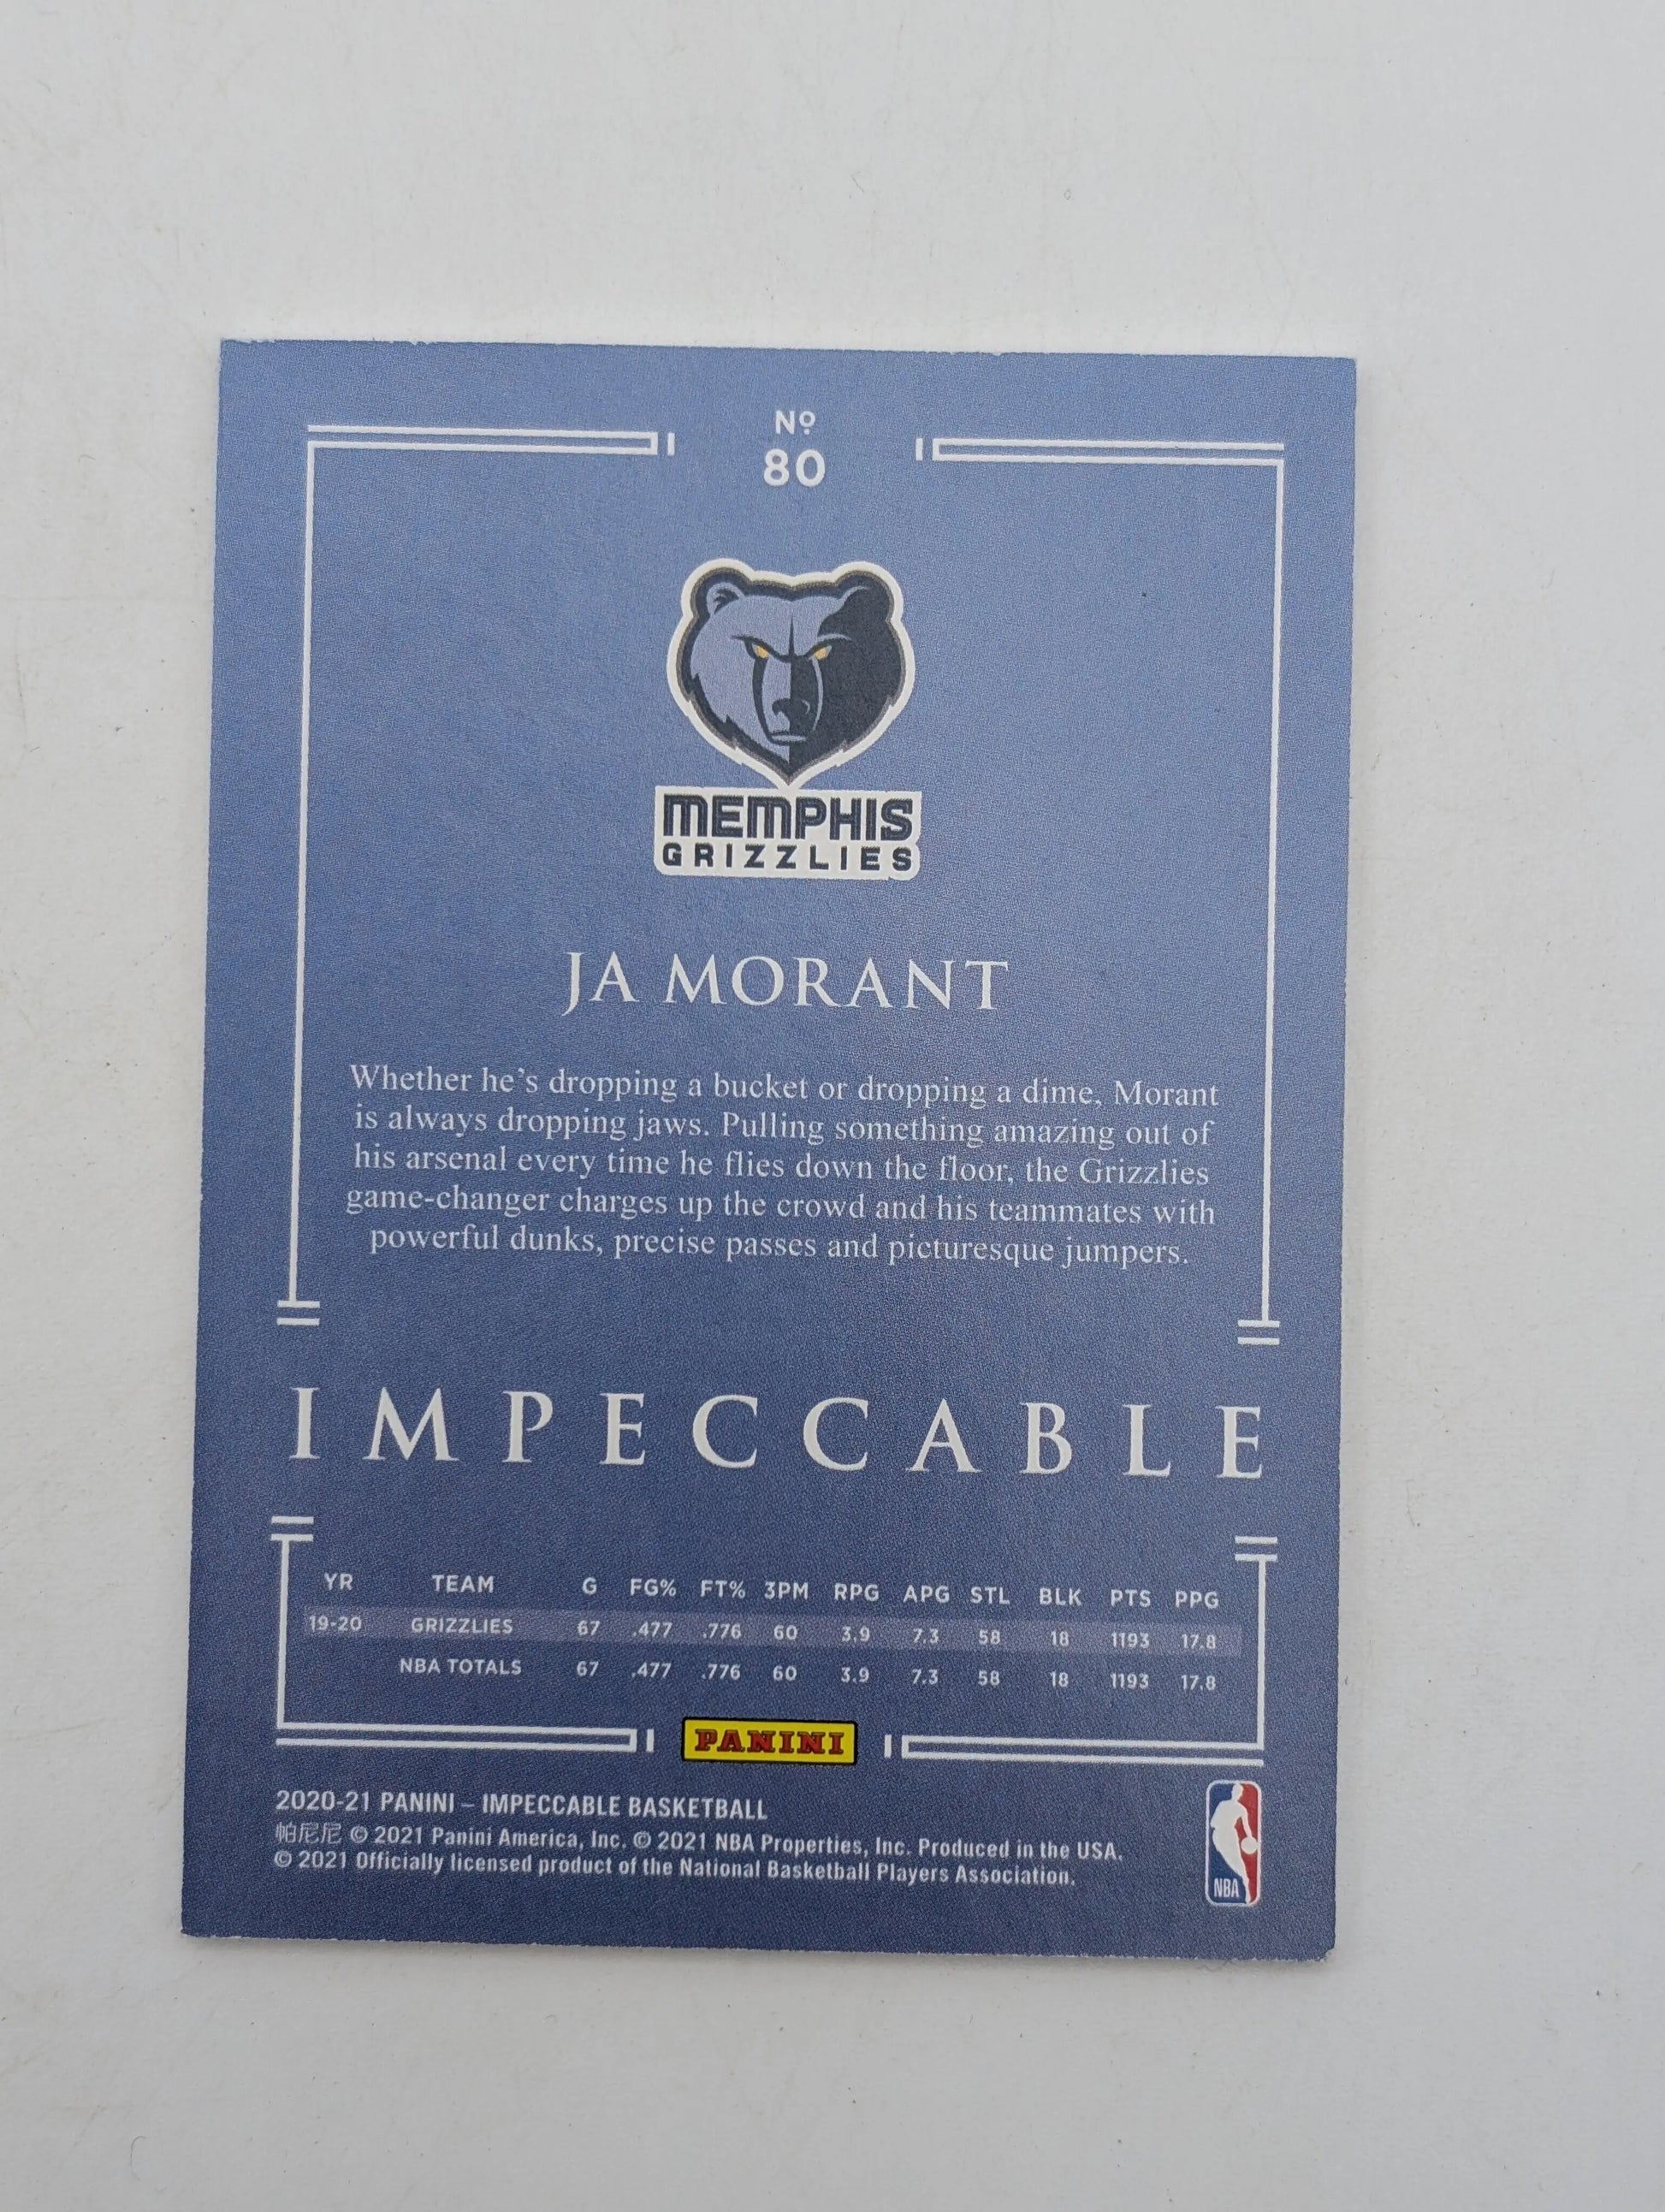 Nº
80
MEMPHIS
GRIZZLIES
JA MORANT
Whether he's dropping a bucket or dropping a dime, Morant
is always dropping jaws. Pulling something amazing out of
his arsenal every time he flies down the floor, the Grizzlies
game-changer charges up the crowd and his teammates with
powerful dunks, precise passes and picturesque jumpers.
IMPECCABLE
YR TEAM G FG% FT% 3PM RPG APG STL BLK PTS PPG
19-20 GRIZZLIES 67 .477 .776 60 3.9 7.3 58 18 1193 17.8
NBA TOTALS 67 .477 .776 60 3.9 7.3 58 18 1193 17.8
PANINI
2020-21 PANINI – IMPECCABLE BASKETBALL
帕尼尼 © 2021 Panini America, Inc. © 2021 NBA Properties, Inc. Produced in the USA.
© 2021 Officially licensed product of the National Basketball Players Association.
NBA